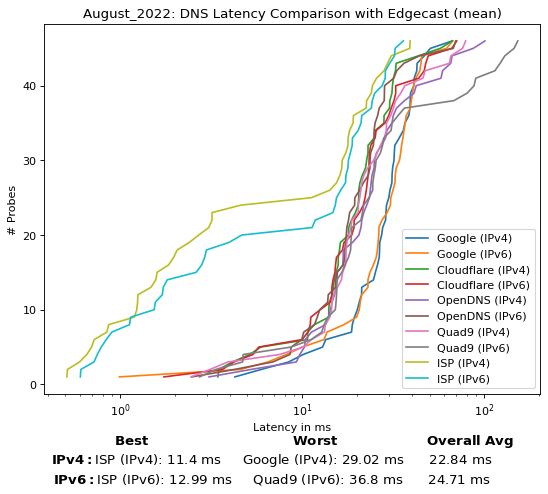 August_2022: DNS Latency Comparison with Edgecast (mean)
# Probes
40
30
20
10
0
Google (IPv4)
Google (IPv6)
Cloudflare (IPv4)
Cloudflare (IPv6)
OpenDNS (IPv4)
OpenDNS (IPv6)
Quad9 (IPv4)
Quad9 (IPv6)
ISP (IPv4)
ISP (IPv6)
10⁰ 10¹ 10²
Latency in ms
Best Worst Overall Avg
IPv4: ISP (IPv4): 11.4 ms Google (IPv4): 29.02 ms 22.84 ms
IPv6: ISP (IPv6): 12.99 ms Quad9 (IPv6): 36.8 ms 24.71 ms